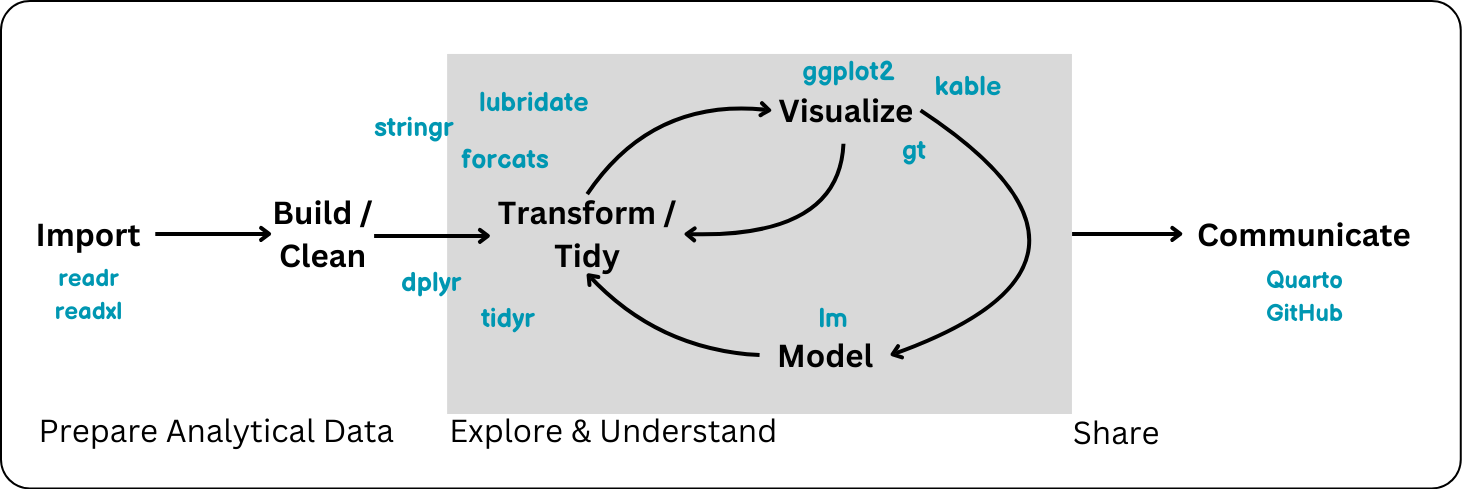 ggplot2
kable
lubridate
Visualize
stringr
forcats
gt
Build /
Clean
Transform /
Tidy
Import
Communicate
readr
readxl
dplyr
tidyr
lm
Model
Quarto
GitHub
Prepare Analytical Data
Explore & Understand
Share